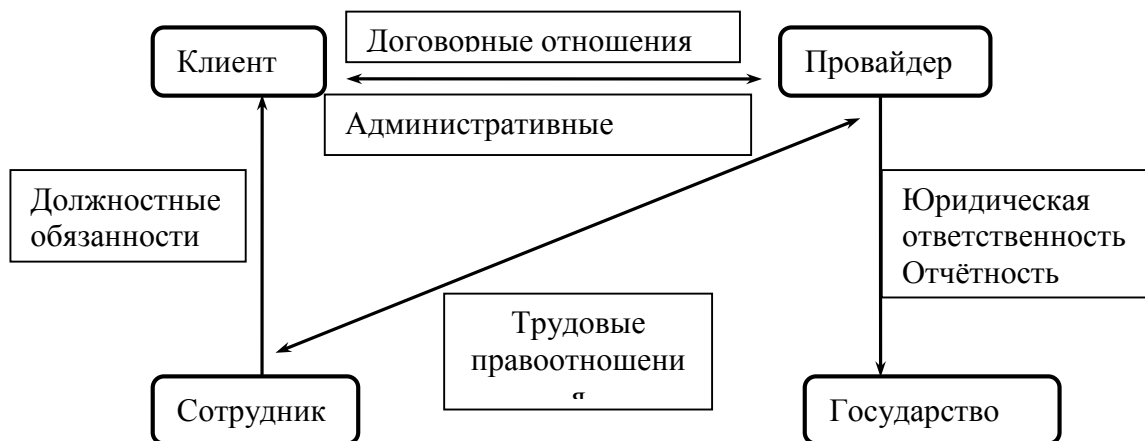 Договорные отношения
Клиент
Провайдер
Административные
Должностные
обязанности
Юридическая
ответственность
Отчётность
Трудовые
правоотношени
я
Сотрудник
Государство